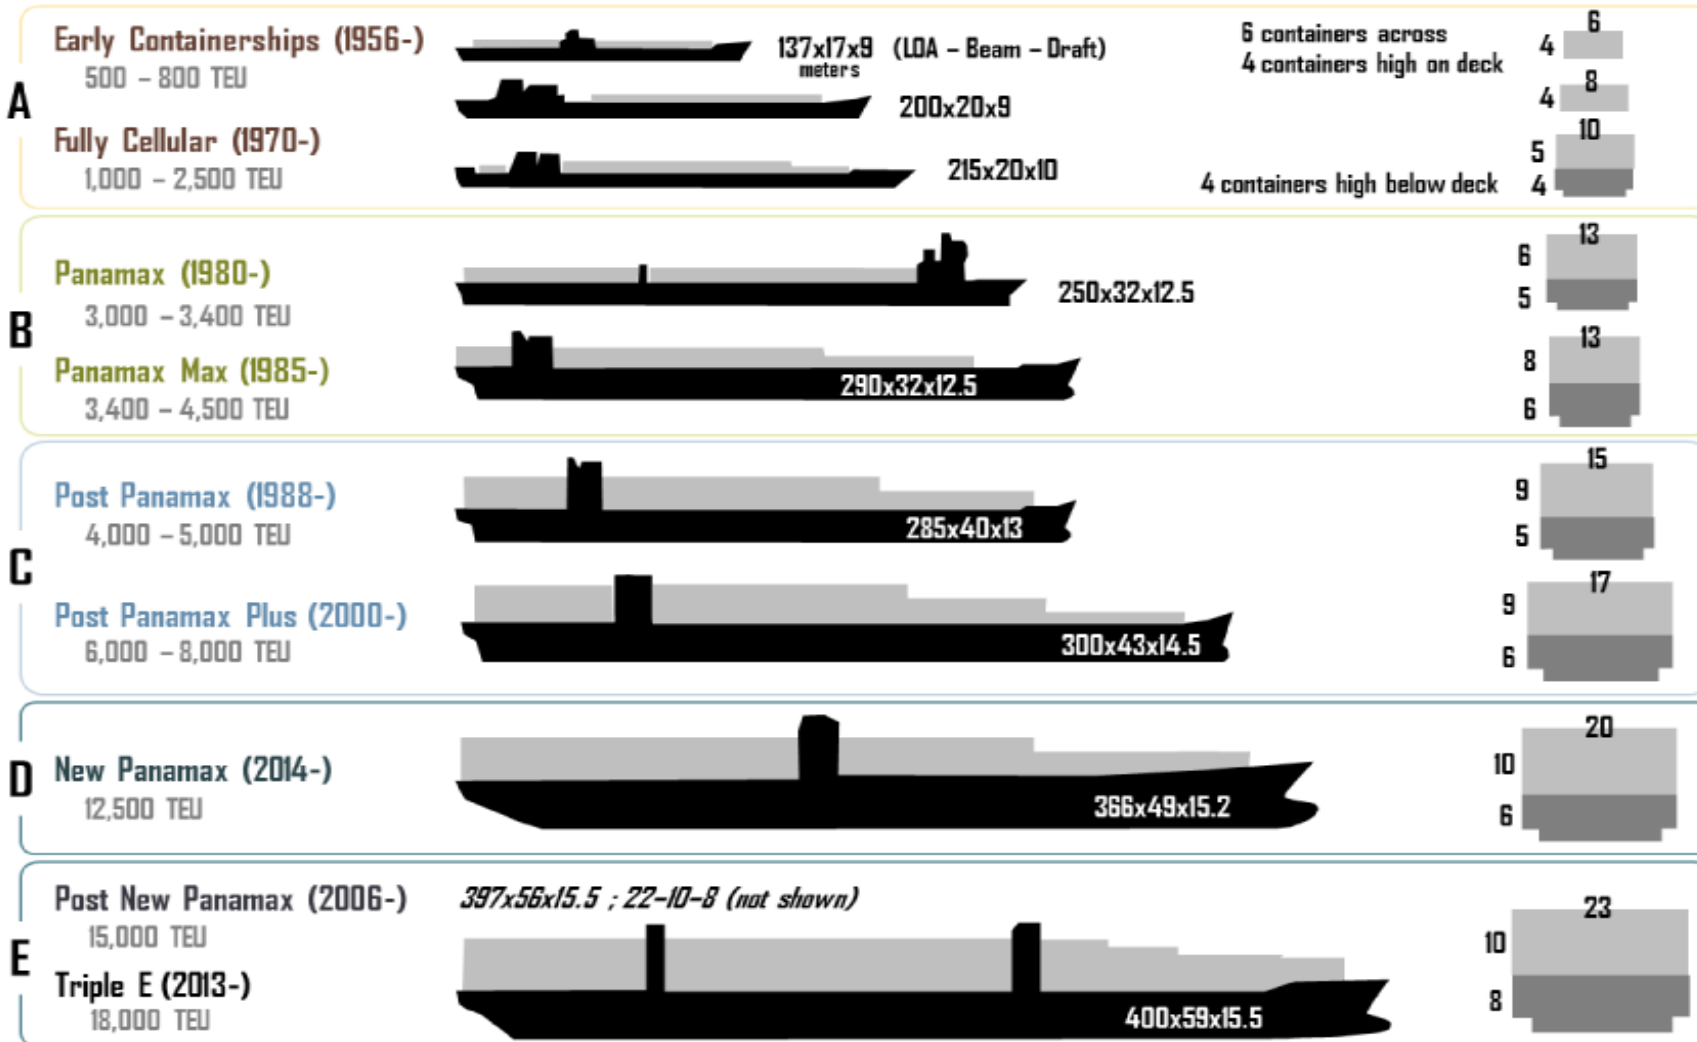 A
Early Containerships (1956-)
500 – 800 TEU
137x17x9 (LOA – Beam – Draft)
meters
6 containers across
4 containers high on deck
6
4
200x20x9
8
4
Fully Cellular (1970-)
1,000 – 2,500 TEU
215x20x10
4 containers high below deck
10
5
4
B
Panamax (1980-)
3,000 – 3,400 TEU
250x32x12.5
13
6
5
Panamax Max (1985-)
3,400 – 4,500 TEU
290x32x12.5
13
8
6
C
Post Panamax (1988-)
4,000 – 5,000 TEU
285x40x13
15
9
5
Post Panamax Plus (2000-)
6,000 – 8,000 TEU
300x43x14.5
17
9
6
D
New Panamax (2014-)
12,500 TEU
366x49x15.2
20
10
6
E
Post New Panamax (2006-)
15,000 TEU
397x56x15.5 ; 22-10-8 (not shown)
Triple E (2013-)
18,000 TEU
400x59x15.5
23
10
8